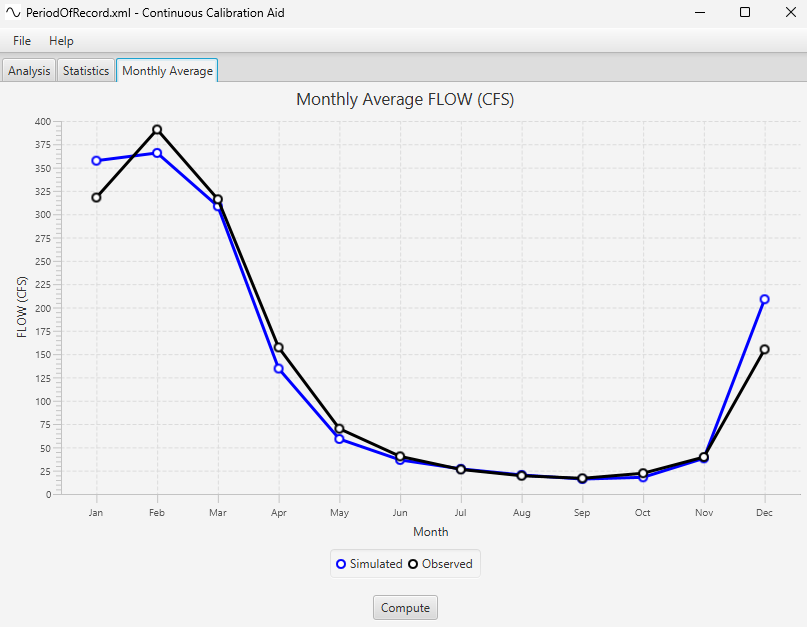 PeriodOfRecord.xml - Continuous Calibration Aid
File Help
Analysis Statistics Monthly Average
Monthly Average FLOW (CFS)
400
375
350
325
300
275
250
225
200
175
150
125
100
75
50
25
0
FLOW (CFS)
Jan Feb Mar Apr May Jun Jul Aug Sep Oct Nov Dec
Month
Simulated Observed
Compute